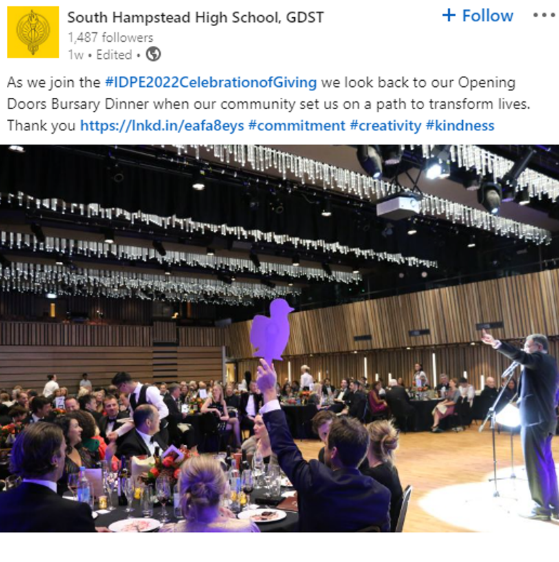 South Hampstead High School, GDST
+ Follow
1,487 followers
1w • Edited •
As we join the #IDPE2022CelebrationofGiving we look back to our Opening
Doors Bursary Dinner when our community set us on a path to transform lives.
Thank you https://lnkd.in/eafa8eys #commitment #creativity #kindness